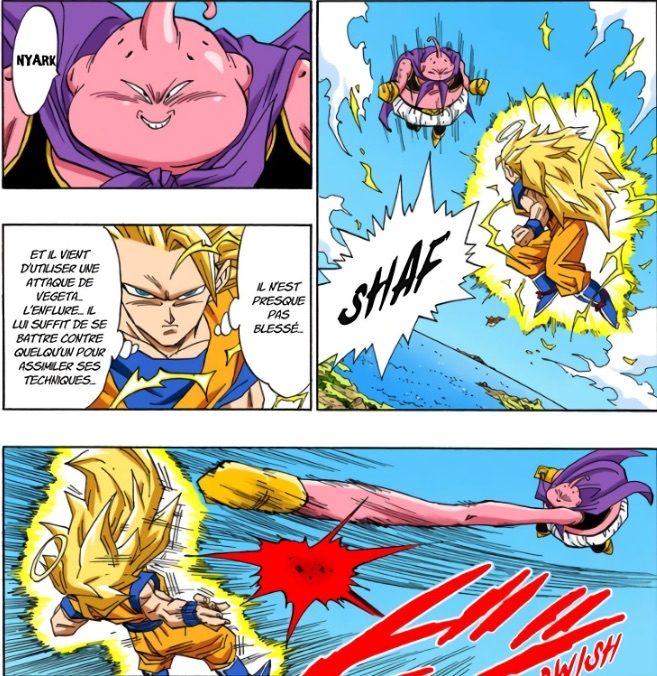 SHAF
NYARK
IL N'EST
PRESQUE
PAS
BLESSÉ...
ET IL VIENT
D'UTILISER UNE
ATTAQUE DE
VEGETA...
L'ENFLURE... IL
LUI SUFFIT DE SE
BATTRE CONTRE
QUELQU'UN POUR
ASSIMILER SES
TECHNIQUES...